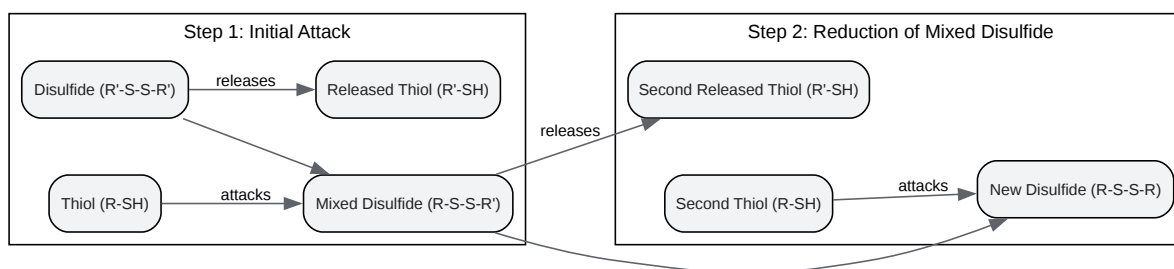 Step 1: Initial Attack
Disulfide (R'-S-S-R')
releases
Released Thiol (R'-SH)
Thiol (R-SH)
attacks
Mixed Disulfide (R-S-S-R')
releases
Step 2: Reduction of Mixed Disulfide
Second Released Thiol (R'-SH)
Second Thiol (R-SH)
attacks
New Disulfide (R-S-S-R)